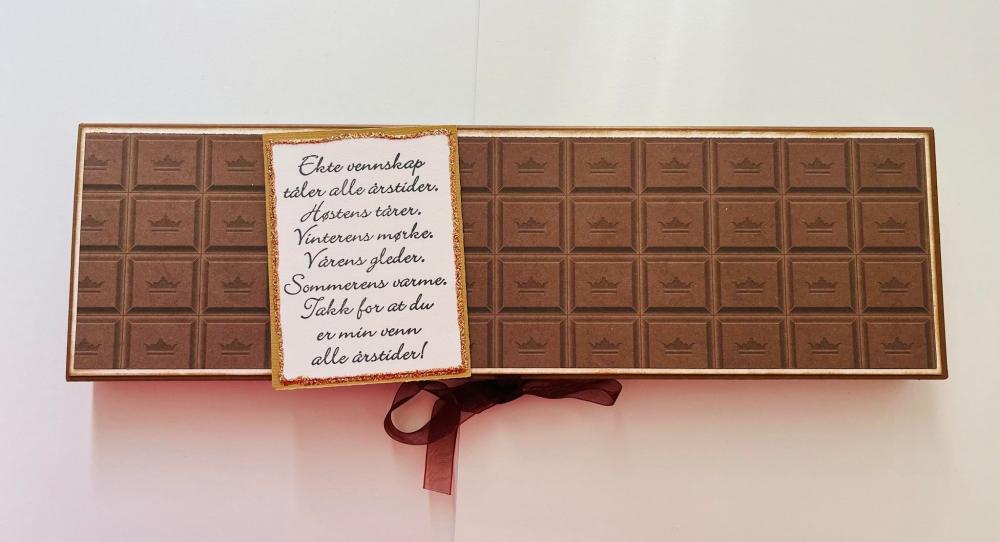 Ekte vennskap
tåler alle årstider.
Høstens tårer.
Vinterens mørke.
Vårens gleder.
Sommerens varme.
Takk for at du
er min venn
alle årstider!